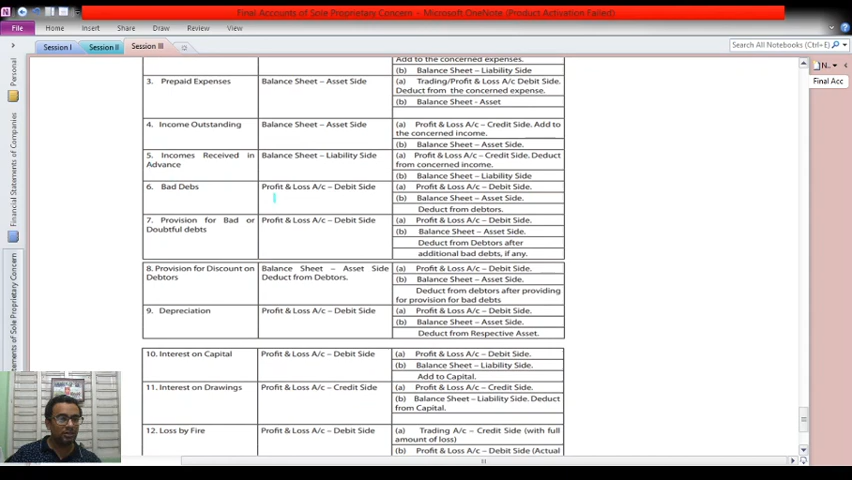 Final Accounts of Sole Proprietary Concern - Microsoft OneNote (Product Activation Failed)
File
Home
Insert
Share
Draw
Review
View
Session I
Session II
Session III
Search All Notebooks (Ctrl+E)
N..
Final Acc
Personal
Financial Statements of Companies
atements of Sole Proprietary Concern
Add to the concerned expenses.
(b) Balance Sheet – Liability Side
3. Prepaid Expenses
Balance Sheet – Asset Side
(a) Trading/Profit & Loss A/c Debit Side.
Deduct from the concerned expense.
(b) Balance Sheet - Asset
4. Income Outstanding
Balance Sheet – Asset Side
(a) Profit & Loss A/c – Credit Side. Add to
the concerned income.
(b) Balance Sheet – Asset Side.
5. Incomes Received in
Advance
Balance Sheet – Liability Side
(a) Profit & Loss A/c – Credit Side. Deduct
from concerned income.
(b) Balance Sheet – Liability Side
6. Bad Debs
Profit & Loss A/c – Debit Side
(a) Profit & Loss A/c – Debit Side.
(b) Balance Sheet – Asset Side.
Deduct from debtors.
7. Provision for Bad or
Doubtful debts
Profit & Loss A/c – Debit Side
(a) Profit & Loss A/c – Debit Side.
(b) Balance Sheet – Asset Side.
Deduct from Debtors after
additional bad debts, if any.
8. Provision for Discount on
Debtors
Balance Sheet – Asset Side
Deduct from Debtors.
(a) Profit & Loss A/c – Debit Side.
(b) Balance Sheet – Asset Side.
Deduct from debtors after providing
for provision for bad debts
9. Depreciation
Profit & Loss A/c – Debit Side
(a) Profit & Loss A/c – Debit Side.
(b) Balance Sheet – Asset Side.
Deduct from Respective Asset.
10. Interest on Capital
Profit & Loss A/c – Debit Side
(a) Profit & Loss A/c – Debit Side.
(b) Balance Sheet – Liability Side.
Add to Capital.
11. Interest on Drawings
Profit & Loss A/c – Credit Side
(a) Profit & Loss A/c – Credit Side.
(b) Balance Sheet – Liability Side. Deduct
from Capital.
12. Loss by Fire
Profit & Loss A/c – Debit Side
(a) Trading A/c – Credit Side (with full
amount of loss)
(b) Profit & Loss A/c – Debit Side (Actual